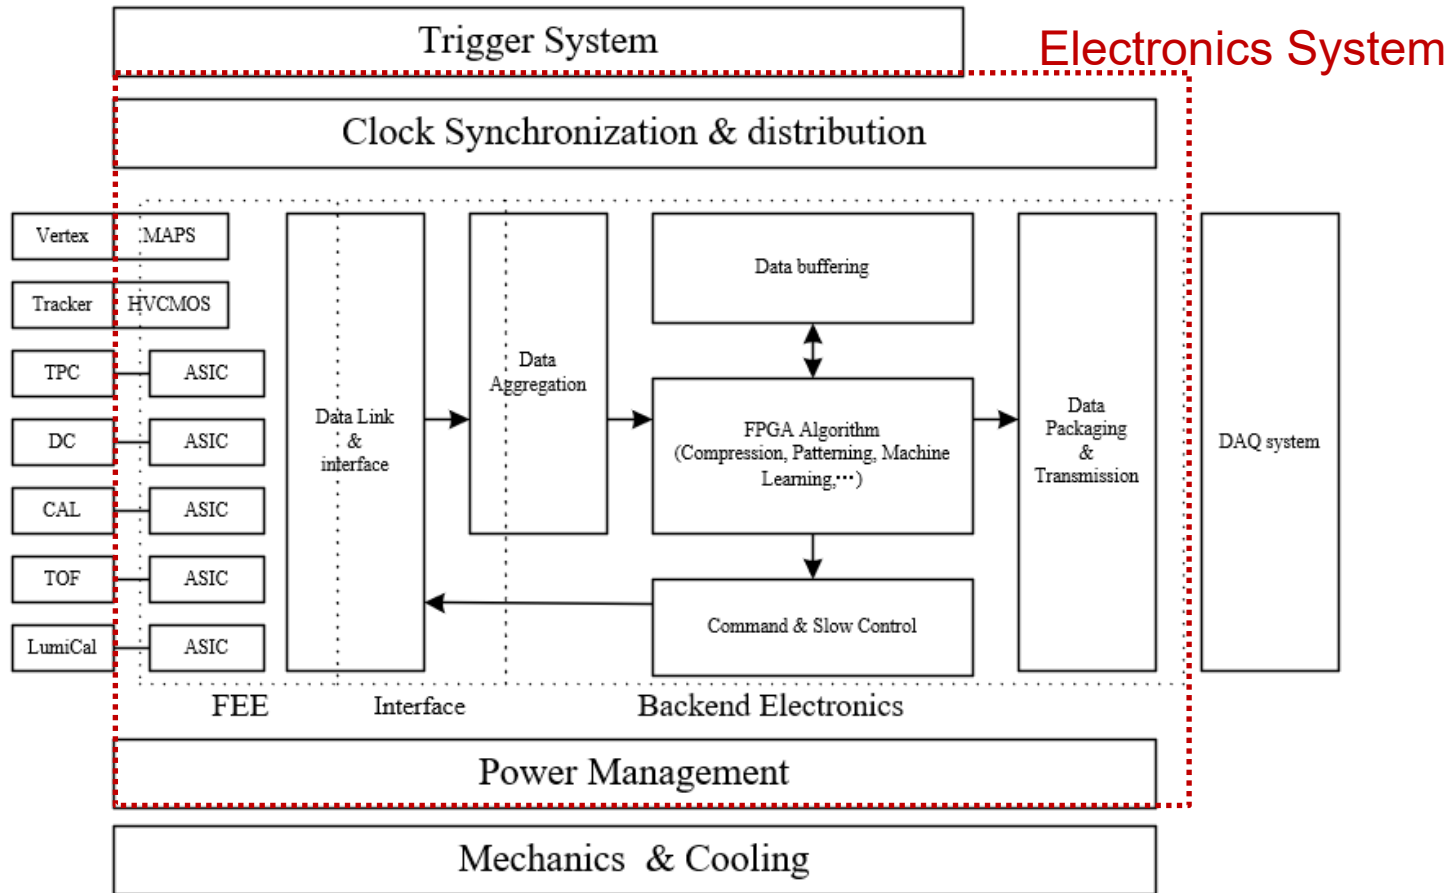 Trigger System
Electronics System
Clock Synchronization & distribution
Vertex
MAPS
Tracker
HVCMOS
TPC
ASIC
DC
ASIC
CAL
ASIC
TOF
ASIC
LumiCal
ASIC
Data Link
&
interface
Data
Aggregation
Data buffering
FPGA Algorithm
(Compression, Patterning, Machine
Learning,⋯)
Command & Slow Control
Data
Packaging
&
Transmission
DAQ system
FEE
Interface
Backend Electronics
Power Management
Mechanics & Cooling